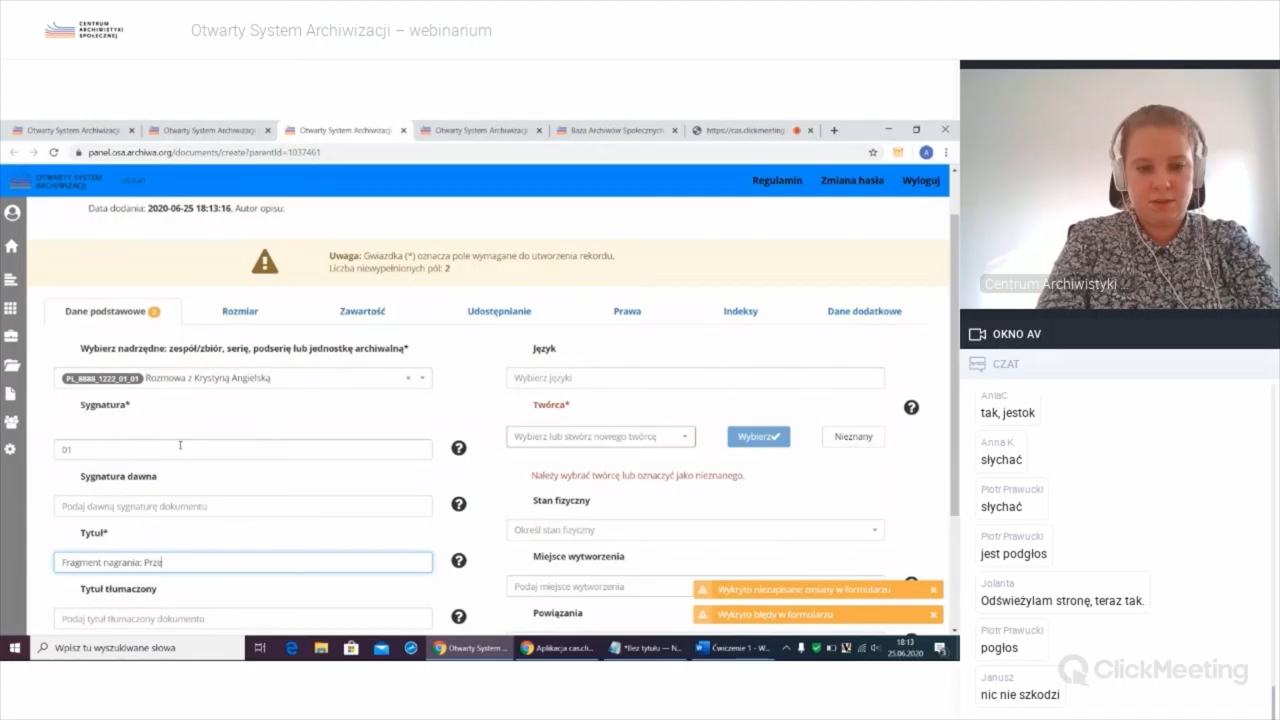 CENTRUM
ARCHIWISTYKI
SPOŁECZNEJ
Otwarty System Archiwizacji – webinarium
Otwarty System Archiwizacji
Otwarty System Archiwizacji
Otwarty System Archiwizacji
Otwarty System Archiwizacji
Baza Archiwów Społecznych
https://cas.clickmeeting.
panel.osa.archiwa.org/documents/create?parentId=1037461
A
OTWARTY SYSTEM
ARCHIWIZACJI
Regulamin
Zmiana hasła
Wyloguj
Data dodania: 2020-06-25 18:13:16, Autor opisu:
Uwaga: Gwiazdka (*) oznacza pole wymagane do utworzenia rekordu.
Liczba niewypełnionych pól: 2
Dane podstawowe 2
Rozmiar
Zawartość
Udostępnianie
Prawa
Indeksy
Dane dodatkowe
Wybierz nadrzędne: zespół/zbiór, serię, podserię lub jednostkę archiwalną*
PL_8888_1222_01_01 Rozmowa z Krystyną Angielską
Sygnatura*
01
Sygnatura dawna
Podaj dawną sygnaturę dokumentu
Tytuł*
Fragment nagrania: Prze
Tytuł tłumaczony
Podaj tytuł tłumaczony dokumentu
Język
Wybierz języki
Twórca*
Wybierz lub stwórz nowego twórcę
Wybierz
Nieznany
Należy wybrać twórcę lub oznaczyć jako nieznanego.
Stan fizyczny
Określ stan fizyczny
Miejsce wytworzenia
Podaj miejsce wytworzenia
Powiązania
Wykryto niezapisane zmiany w formularzu
Wykryto błędy w formularzu
Wpisz tu wyszukiwane słowa
Otwarty System ...
Aplikacja cas.cli...
*Bez tytułu — N...
Ćwiczenie 1 - W...
18:13
25.06.2020
Centrum Archiwistyki ...
OKNO AV
CZAT
AniaC
tak, jestok
Anna K.
słychać
Piotr Prawucki
słychać
Piotr Prawucki
jest podgłos
Jolanta
Odświeżylam stronę, teraz tak.
Piotr Prawucki
pogłos
Janusz
nic nie szkodzi
ClickMeeting